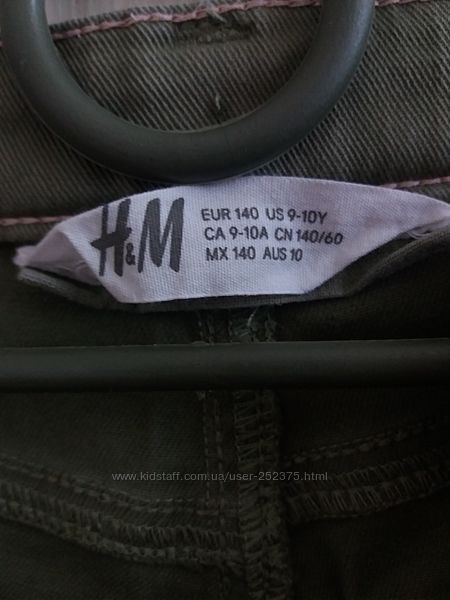 H&M
EUR 140 US 9-10Y
CA 9-10A CN 140/60
MX 140 AUS 10
www.kidstaff.com.ua/user-252375.html